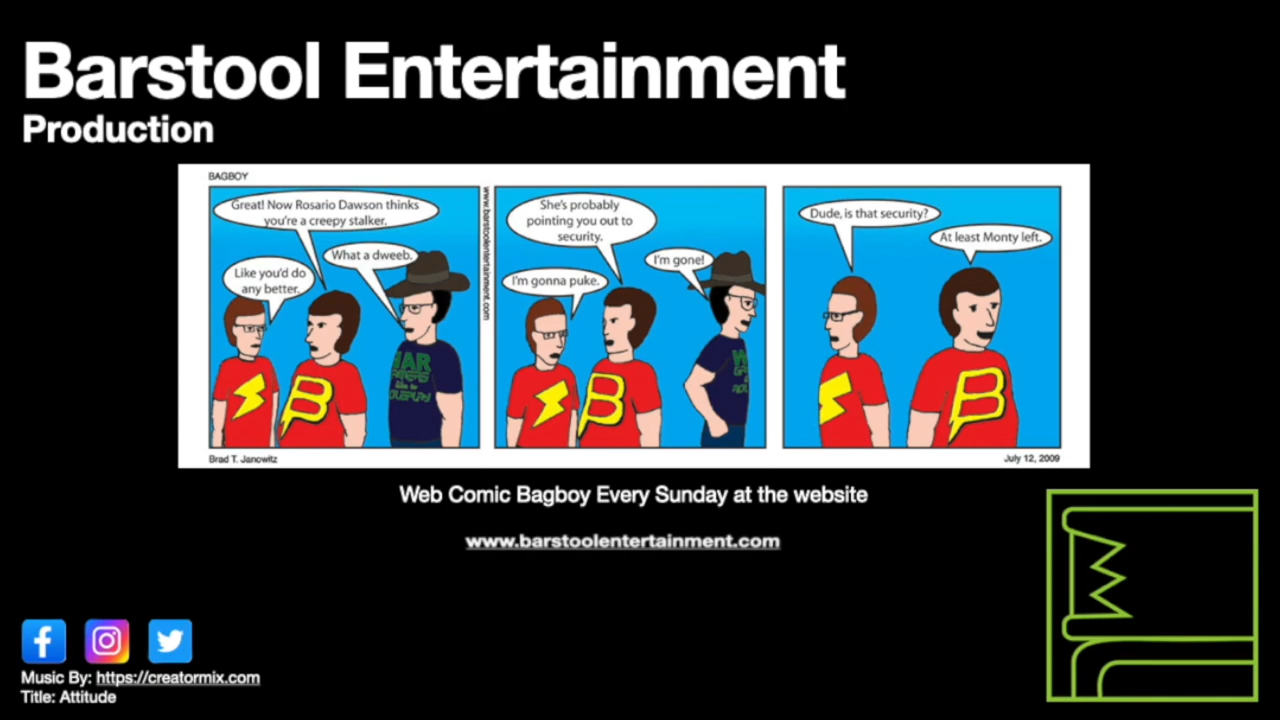 Barstool Entertainment
Production
BAGBOY
Great! Now Rosario Dawson thinks
you're a creepy stalker.
What a dweeb.
Like you'd do
any better.
WAR
www.barstoolentertainment.com
She's probably
pointing you out to
security.
I'm gone!
I'm gonna puke.
Dude, is that security?
At least Monty left.
Brad T. Janowitz
July 12, 2009
Web Comic Bagboy Every Sunday at the website
www.barstoolentertainment.com
Music By: https://creatormix.com
Title: Attitude